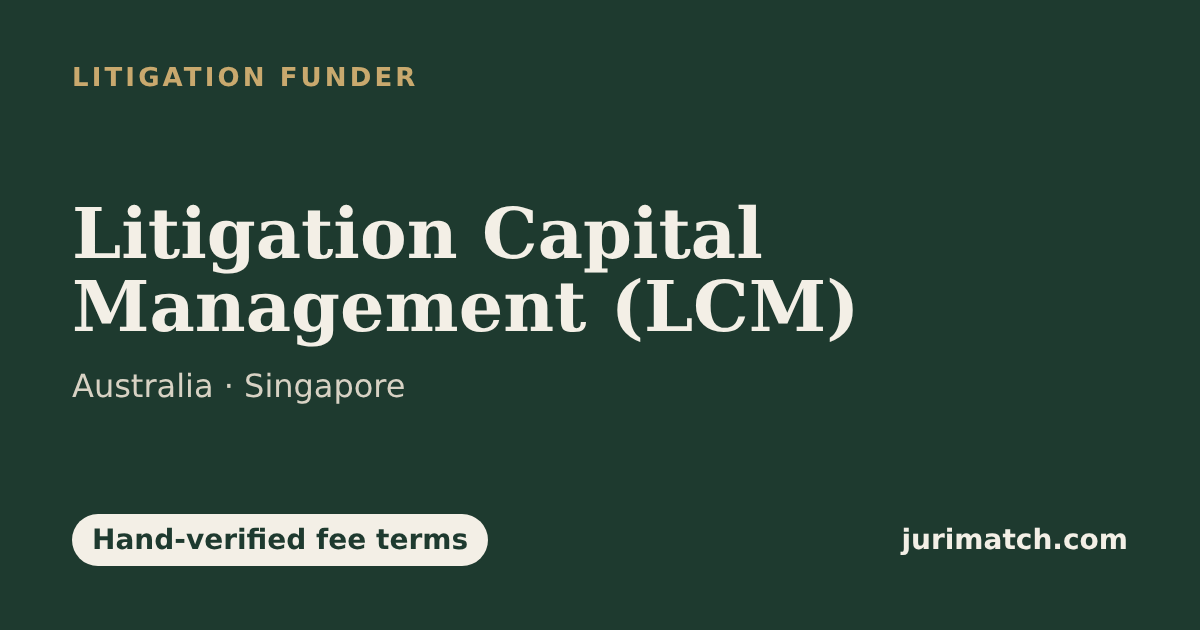 LITIGATION FUNDER
Litigation Capital
Management (LCM)
Australia · Singapore
Hand-verified fee terms
jurimatch.com